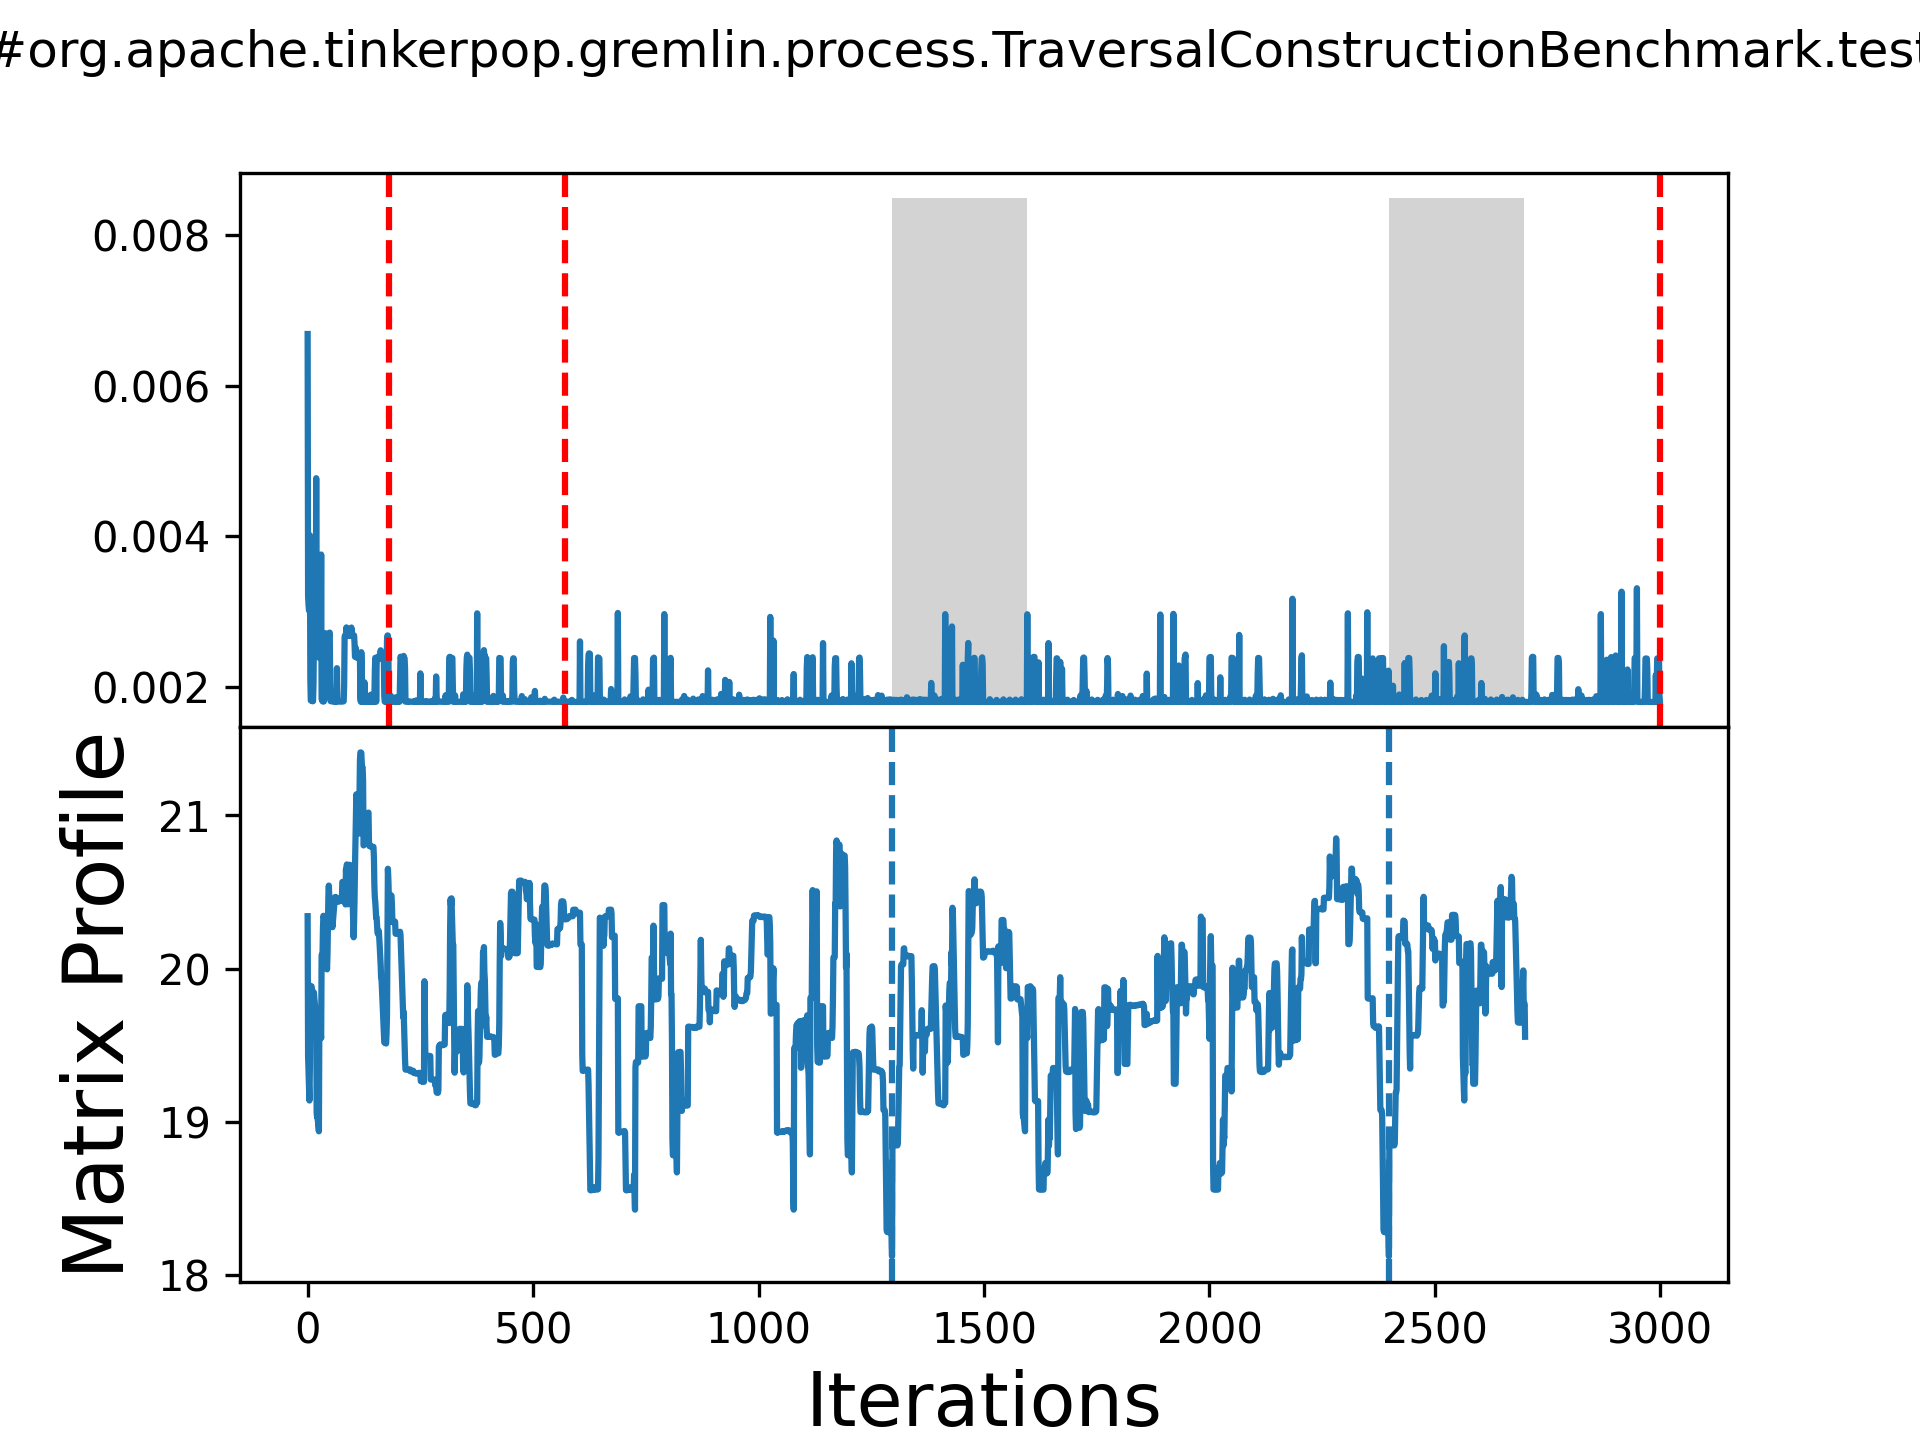 #org.apache.tinkerpop.gremlin.process.TraversalConstructionBenchmark.test
0.008
0.006
0.004
0.002
Matrix Profile
21
20
19
18
0 500 1000 1500 2000 2500 3000
Iterations